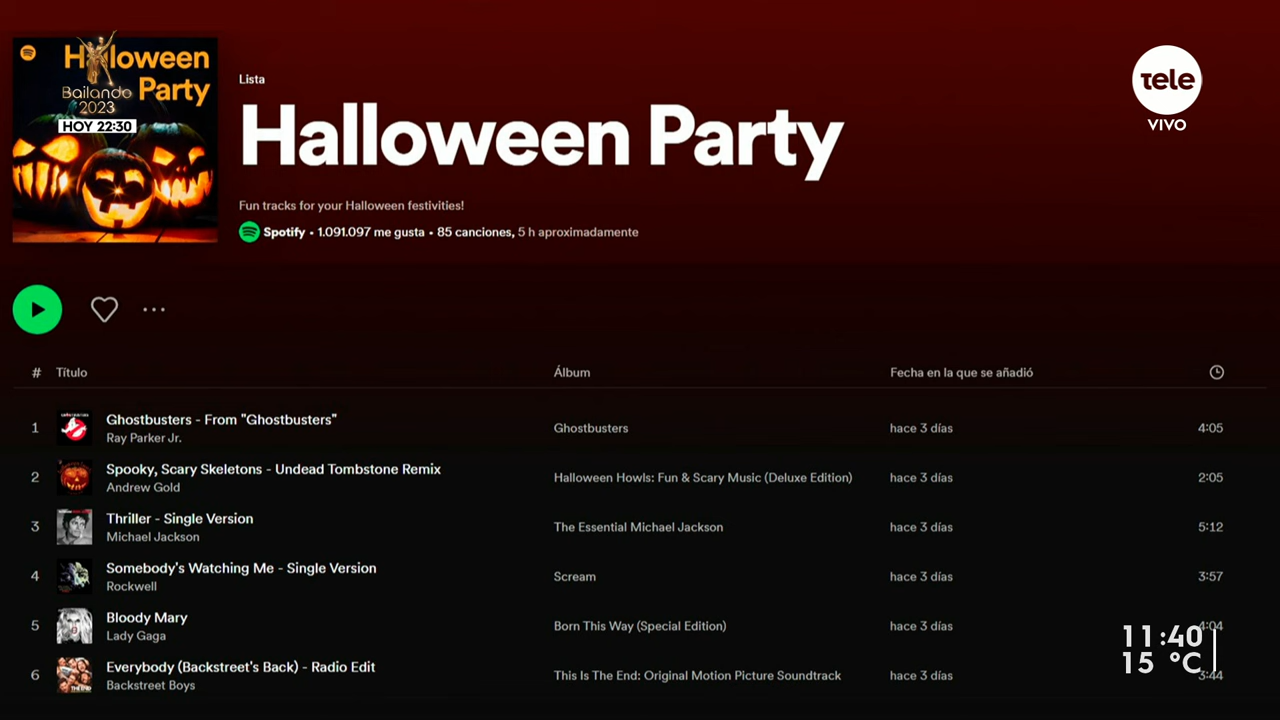 Halloween
Party
Bailando
2023
HOY 22:30
Lista
Halloween Party
Fun tracks for your Halloween festivities!
Spotify • 1.091.097 me gusta • 85 canciones, 5 h aproximadamente
tele
VIVO
# Título Álbum Fecha en la que se añadió
1 Ghostbusters - From "Ghostbusters" Ghostbusters hace 3 días 4:05
Ray Parker Jr.
2 Spooky, Scary Skeletons - Undead Tombstone Remix Halloween Howls: Fun & Scary Music (Deluxe Edition) hace 3 días 2:05
Andrew Gold
3 Thriller - Single Version The Essential Michael Jackson hace 3 días 5:12
Michael Jackson
4 Somebody's Watching Me - Single Version Scream hace 3 días 3:57
Rockwell
5 Bloody Mary Born This Way (Special Edition) hace 3 días 4:04
Lady Gaga
6 Everybody (Backstreet's Back) - Radio Edit This Is The End: Original Motion Picture Soundtrack hace 3 días 3:44
Backstreet Boys
11:40
15 °C